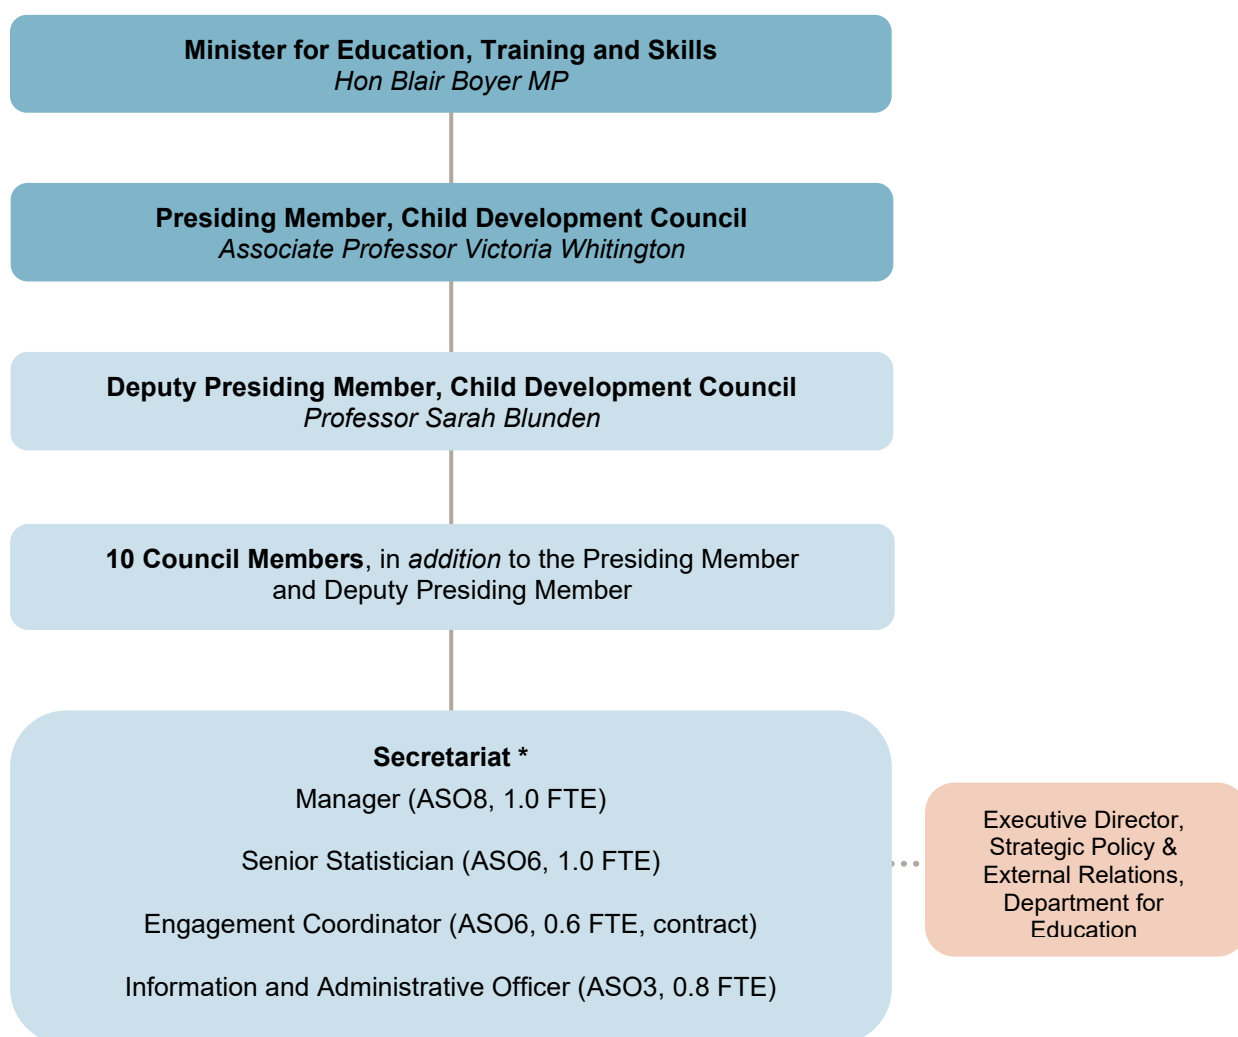 Minister for Education, Training and Skills
Hon Blair Boyer MP
Presiding Member, Child Development Council
Associate Professor Victoria Whitington
Deputy Presiding Member, Child Development Council
Professor Sarah Blunden
10 Council Members, in addition to the Presiding Member
and Deputy Presiding Member
Secretariat *
Manager (ASO8, 1.0 FTE)
Senior Statistician (ASO6, 1.0 FTE)
Engagement Coordinator (ASO6, 0.6 FTE, contract)
Information and Administrative Officer (ASO3, 0.8 FTE)
Executive Director,
Strategic Policy &
External Relations,
Department for
Education